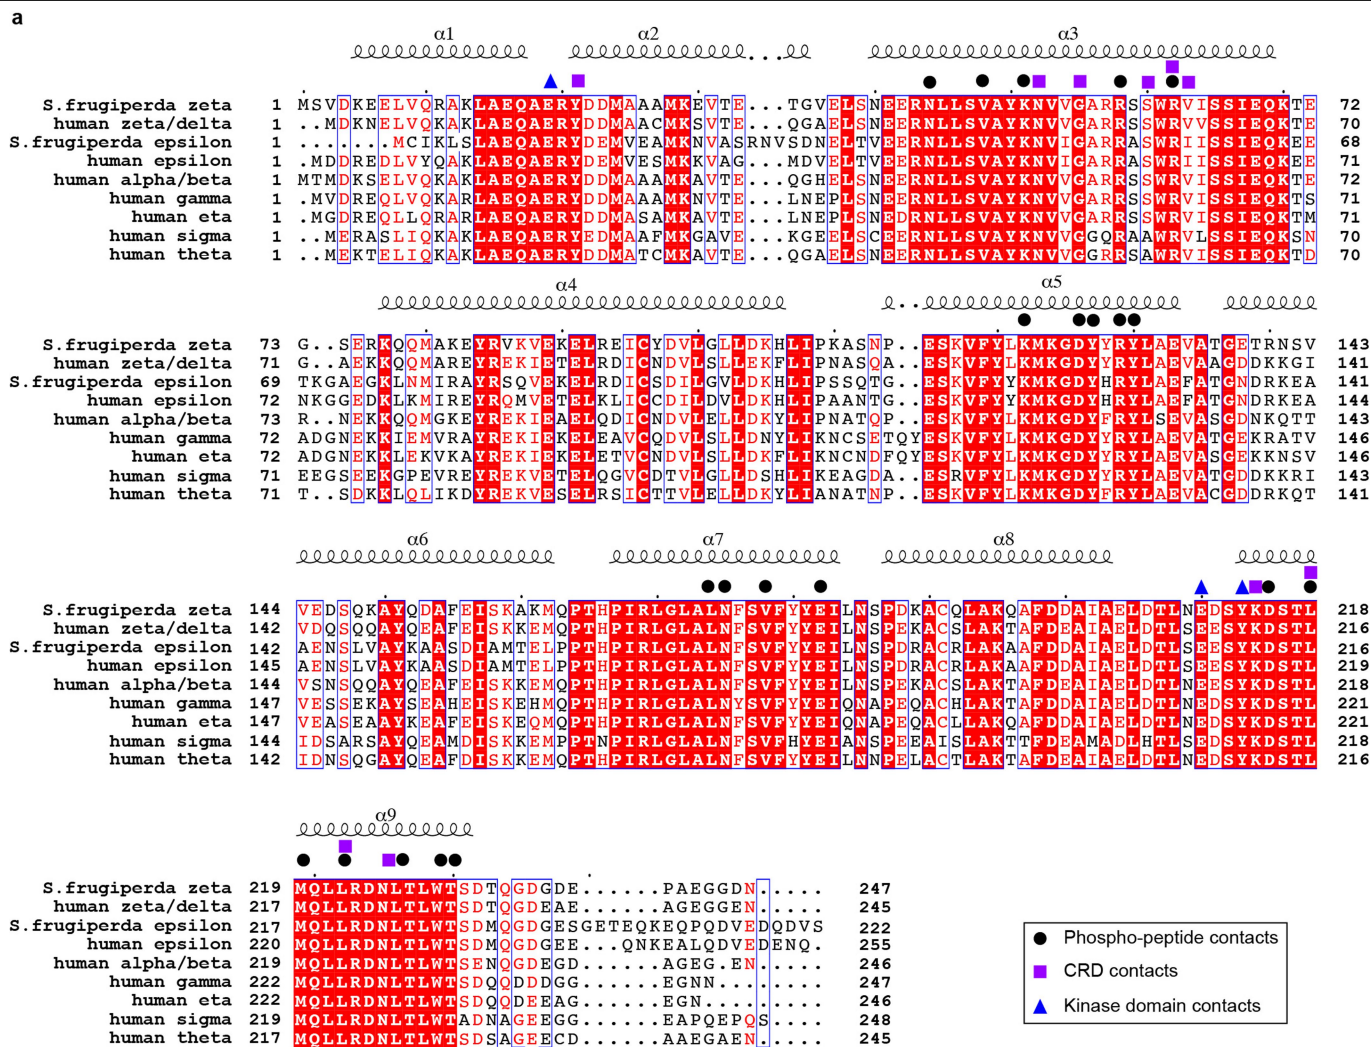 a
α1 α2 α3
S.frugiperda zeta 1 MSVDKEELVQRAKLAEQAERYDDMAAAMKEVTE...TGVELSNEERNLLSVAYKNVVGARRSSWRVISSIEQKTE 72
human zeta/delta 1 ..MDKNELVQKAKLAEQAERYDDMAACMKSVTE...QGAELSNEERNLLSVAYKNVVGARRSSWRVVSSIEQKTE 70
S.frugiperda epsilon 1 .......MCIKLSLAEQAERYDEMVEAMKNVASRNVSDNELTVEERNLLSVAYKNVIGARRASWRIISSIEQKEE 68
human epsilon 1 .MDDREDLVYQAKLAEQAERYDEMVESMKKVAG...MDVELTVEERNLLSVAYKNVIGARRASWRIISSIEQKEE 71
human alpha/beta 1 MTMDKSELVQKAKLAEQAERYDDMAAAMKAVTE...QGHELSNEERNLLSVAYKNVVGARRSSWRVISSIEQKTE 72
human gamma 1 .MVDREQLVQKARLAEQAERYDDMAAAMKNVTE...LNEPLSNEERNLLSVAYKNVVGARRSSWRVISSIEQKTS 71
human eta 1 .MGDREQLLQRARLAEQAERYDDMASAMKAVTE...LNEPLSNEDRNLLSVAYKNVVGARRSSWRVISSIEQKTM 71
human sigma 1 ..MERASLIQKAKLAEQAERYEDMAAFMKGAVE...KGEELSCEERNLLSVAYKNVVGGQRAAWRVLSSIEQKSN 70
human theta 1 ..MEKTELIQKAKLAEQAERYDDMATCMKAVTE...QGAELSNEERNLLSVAYKNVVGGRRSAWRVISSIEQKTD 70
α4 α5
S.frugiperda zeta 73 G..SERKQQMAKEYRVKVEKELREICYDVLGLLDKHLIPKASNP..ESKVFYLKMKGDYYRYLAEVATGETRNSV 143
human zeta/delta 71 G..AEKKQQMAREYREKIETELRDICNDVLSLLEKFLIPNASQA..ESKVFYLKMKGDYYRYLAEVAAGDDKKGI 141
S.frugiperda epsilon 69 TKGAEGKLNMIRAYRSQVEKELRDICSDILGVLDKHLIPSSQTG..ESKVFYYKMKGDYHRYLAEFATGNDRKEA 141
human epsilon 72 NKGGEDKLKMIREYRQMVETELKLICCDILDVLDKHLIPAANTG..ESKVFYYKMKGDYHRYLAEFATGNDRKEA 144
human alpha/beta 73 R..NEKKQQMGKEYREKIEAELQDICNDVLELLDKYLIPNATQP..ESKVFYLKMKGDYFRYLSEVASGDNKQTT 143
human gamma 72 ADGNEKKIEMVRAYREKIEKELEAVCQDVLSLLDNYLIKNCSETQYESKVFYLKMKGDYYRYLAEVATGEKRATV 146
human eta 72 ADGNEKKLEKVKAYREKIEKELETVCNDVLSLLDKFLIKNCNDFQYESKVFYLKMKGDYYRYLAEVASGEKKNSV 146
human sigma 71 EEGSEEKGPEVREYREKVETELQGVCDTVLGLLDSHLIKEAGDA..ESRVFYLKMKGDYYRYLAEVATGDDKKRI 143
human theta 71 T..SDKKLQLIKDYREKVESELRSICTTVLELLDKYLIANATNP..ESKVFYLKMKGDYFRYLAEVACGDDRKQT 141
α6 α7 α8
S.frugiperda zeta 144 VEDSQKAYQDAFEISKAKMQPTHPIRLGLALNFSVFYYEILNSPDKACQLAKQAFDDAIAELDTLNEDSYKDSTL 218
human zeta/delta 142 VDQSQQAYQEAFEISKKEMQPTHPIRLGLALNFSVFYYEILNSPEKACSLAKTAFDEAIAELDTLSEESYKDSTL 216
S.frugiperda epsilon 142 AENSLVAYKAASDIAMTELPPTHPIRLGLALNFSVFYYEILNSPDRACRLAKAAFDDAIAELDTLSEESYKDSTL 216
human epsilon 145 AENSLVAYKAASDIAMTELPPTHPIRLGLALNFSVFYYEILNSPDRACRLAKAAFDDAIAELDTLSEESYKDSTL 219
human alpha/beta 144 VSNSQQAYQEAFEISKKEMQPTHPIRLGLALNFSVFYYEILNSPEKACSLAKTAFDEAIAELDTLNEESYKDSTL 218
human gamma 147 VESSEKAYSEAHEISKEHMQPTHPIRLGLALNYSVFYYEIQNAPEQACHLAKTAFDDAIAELDTLNEDSYKDSTL 221
human eta 147 VEASEAAYKEAFEISKEQMQPTHPIRLGLALNFSVFYYEIQNAPEQACLLAKQAFDDAIAELDTLNEDSYKDSTL 221
human sigma 144 IDSARSAYQEAMDISKKEMPPTNPIRLGLALNFSVFHYEIANSPEEAISLAKTTFDEAMADLHTLSEDSYKDSTL 218
human theta 142 IDNSQGAYQEAFDISKKEMQPTHPIRLGLALNFSVFYYEILNNPELACTLAKTAFDEAIAELDTLNEDSYKDSTL 216
α9
S.frugiperda zeta 219 MQLLRDNLTLWTSDTQGDGDE......PAEGGDN..... 247
human zeta/delta 217 MQLLRDNLTLWTSDTQGDEAE......AGEGGEN..... 245
S.frugiperda epsilon 217 MQLLRDNLTLWTSDMQGDGESGETEQKEQPQDVEDQDVS 222
human epsilon 220 MQLLRDNLTLWTSDMQGDGEE...QNKEALQDVEDENQ. 255
human alpha/beta 219 MQLLRDNLTLWTSENQGDEGD......AGEG.EN..... 246
human gamma 222 MQLLRDNLTLWTSDQQDDDGG......EGNN........ 247
human eta 222 MQLLRDNLTLWTSDQQDEEAG......EGN......... 246
human sigma 219 MQLLRDNLTLWTADNAGEEGG......EAPQEPQS.... 248
human theta 217 MQLLRDNLTLWTSDSAGEECD......AAEGAEN..... 245
Phospho-peptide contacts
CRD contacts
Kinase domain contacts